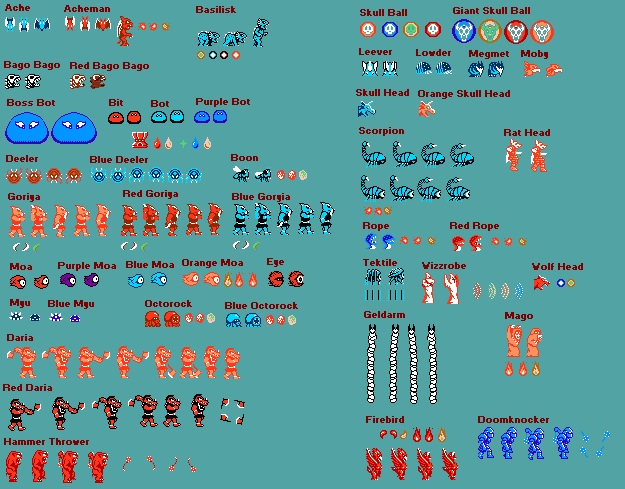 Ache
Acheman
Basilisk
Bago Bago
Red Bago Bago
Boss Bot
Bit
Bot
Purple Bot
Deeler
Blue Deeler
Boon
Goriya
Red Goriya
Blue Gorgia
Moa
Purple Moa
Blue Moa
Orange Moa
Eye
Myu
Blue Myu
Octorock
Blue Octorock
Daria
Red Daria
Hammer Thrower
Skull Ball
Giant Skull Ball
Leever
Lowder
Megmet
Moby
Skull Head
Orange Skull Head
Scorpion
Rat Head
Rope
Red Rope
Tektile
Wizzrobe
Wolf Head
Geldarm
Mago
Firebird
Doomknocker